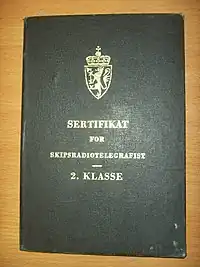 SERTIFIKAT
FOR
SKIPSRADIOTELEGRAFIST
2. KLASSE